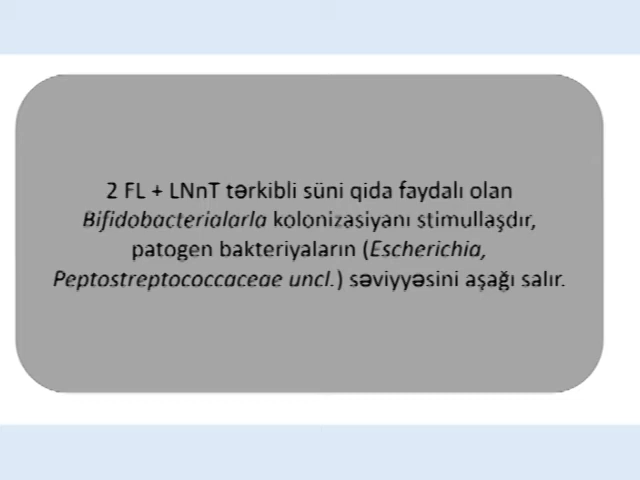 2 FL + LNnT tərkibli süni qida faydalı olan
Bifidobacterialarla kolonizasiyanı stimullaşdır,
patogen bakteriyaların (Escherichia,
Peptostreptococcaceae uncl.) səviyyəsini aşağı salır.